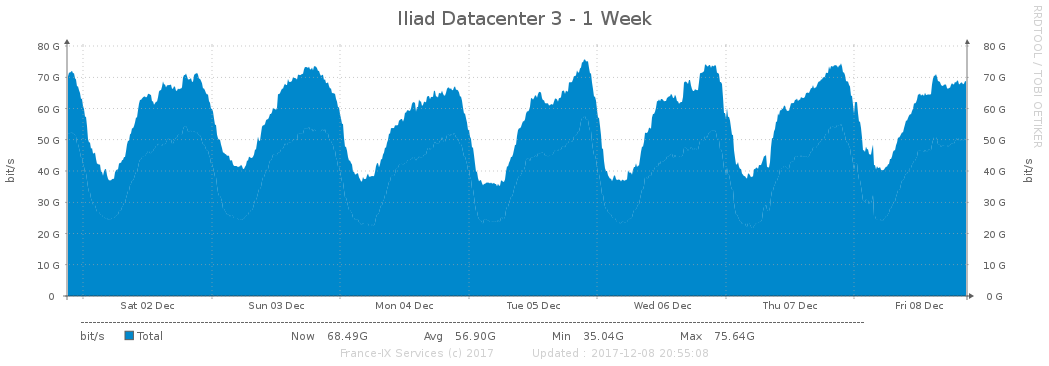 Iliad Datacenter 3 - 1 Week
RRDTOOL / TOBI OETIKER
80 G 80 G
70 G 70 G
60 G 60 G
50 G 50 G
40 G 40 G
30 G 30 G
20 G 20 G
10 G 10 G
0 0 G
bit/s bit/s
Sat 02 Dec Sun 03 Dec Mon 04 Dec Tue 05 Dec Wed 06 Dec Thu 07 Dec Fri 08 Dec
bit/s Total Now 68.49G Avg 56.90G Min 35.04G Max 75.64G
France-IX Services (c) 2017 Updated : 2017-12-08 20:55:08